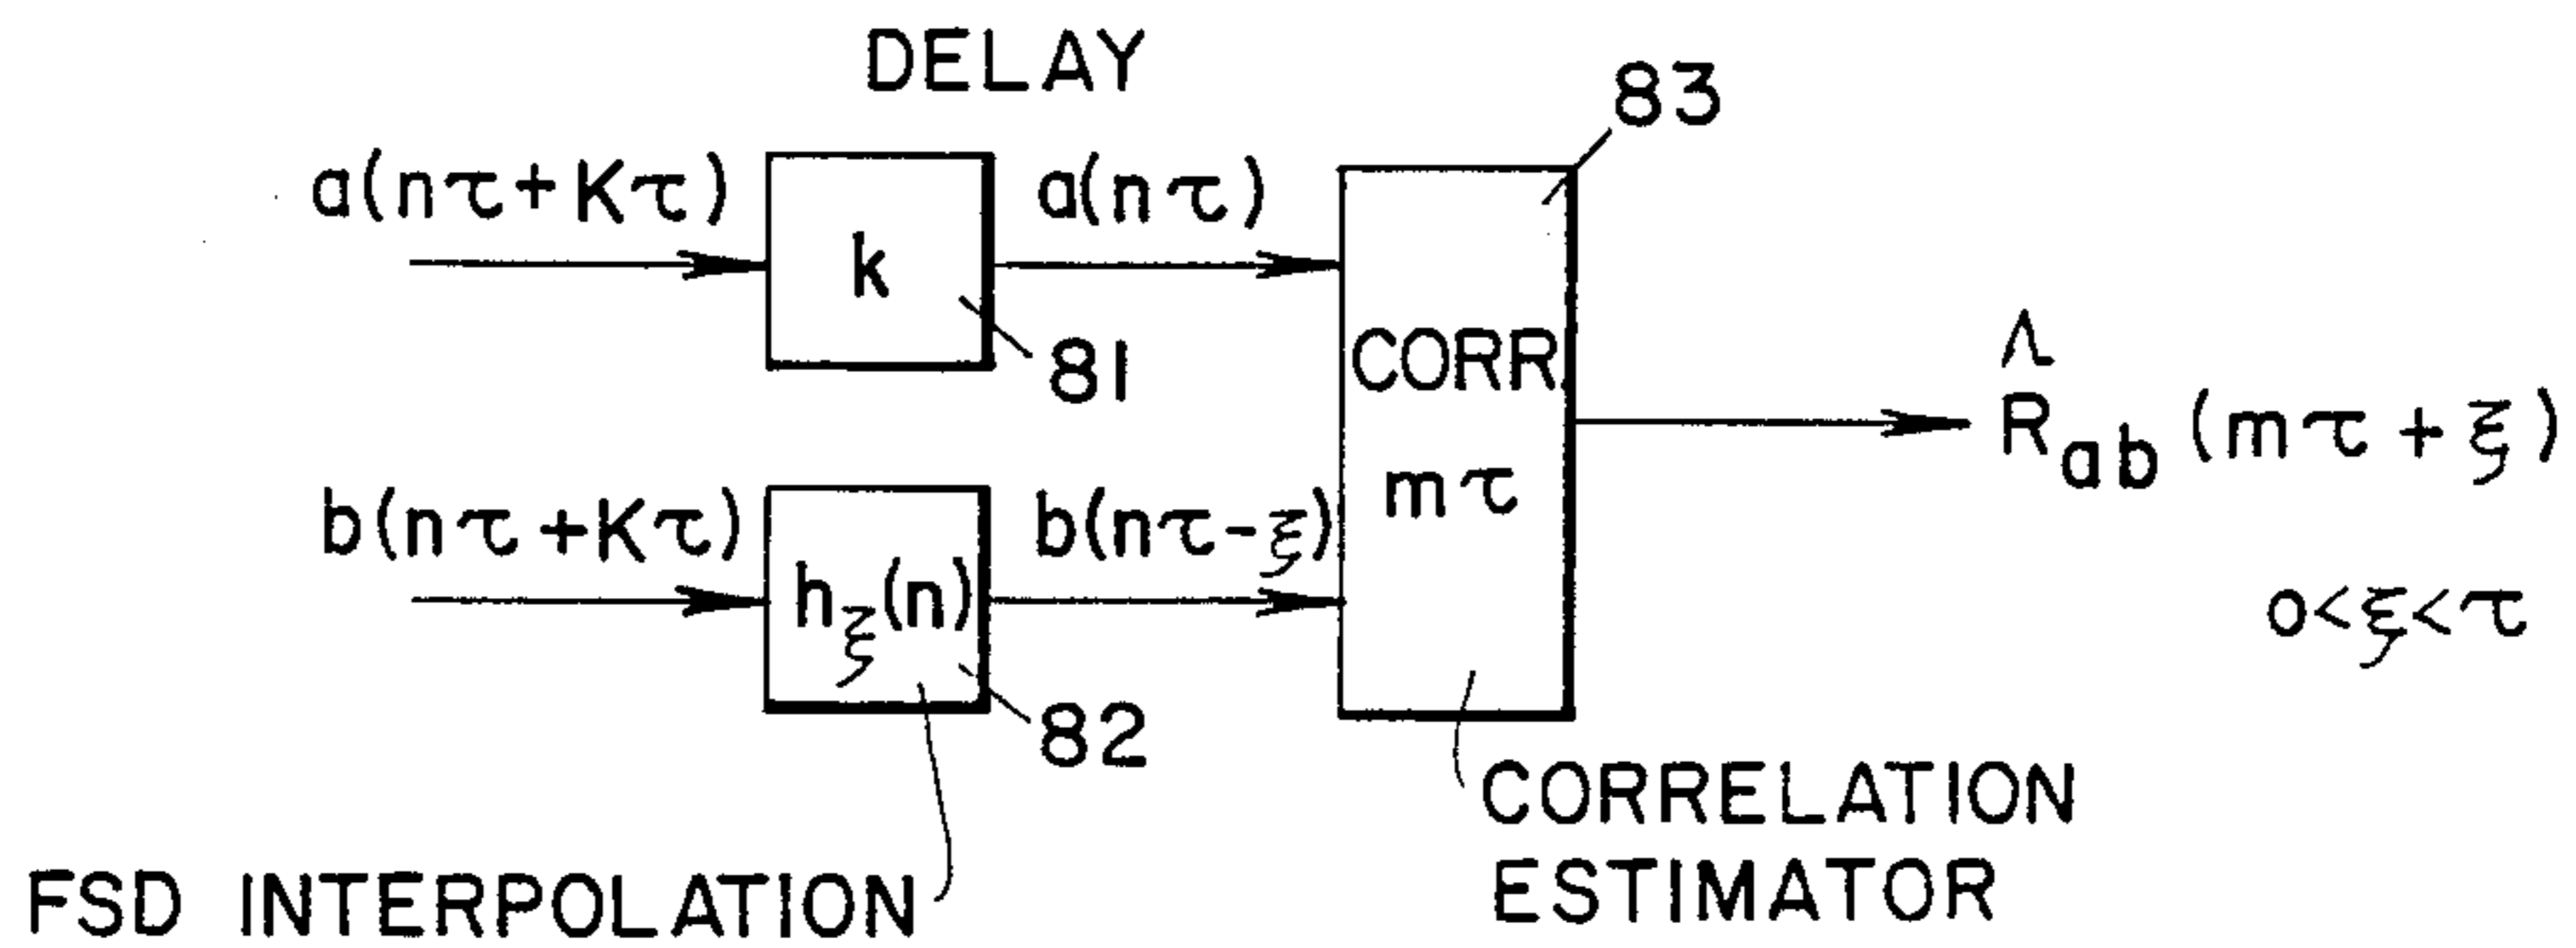 DELAY
83
a(nτ+Kτ)
k
a(nτ)
81
CORR
mτ
R̂ab (mτ + ξ)
b(nτ+Kτ)
hξ(n)
b(nτ-ξ)
o<ξ<τ
82
CORRELATION
ESTIMATOR
FSD INTERPOLATION